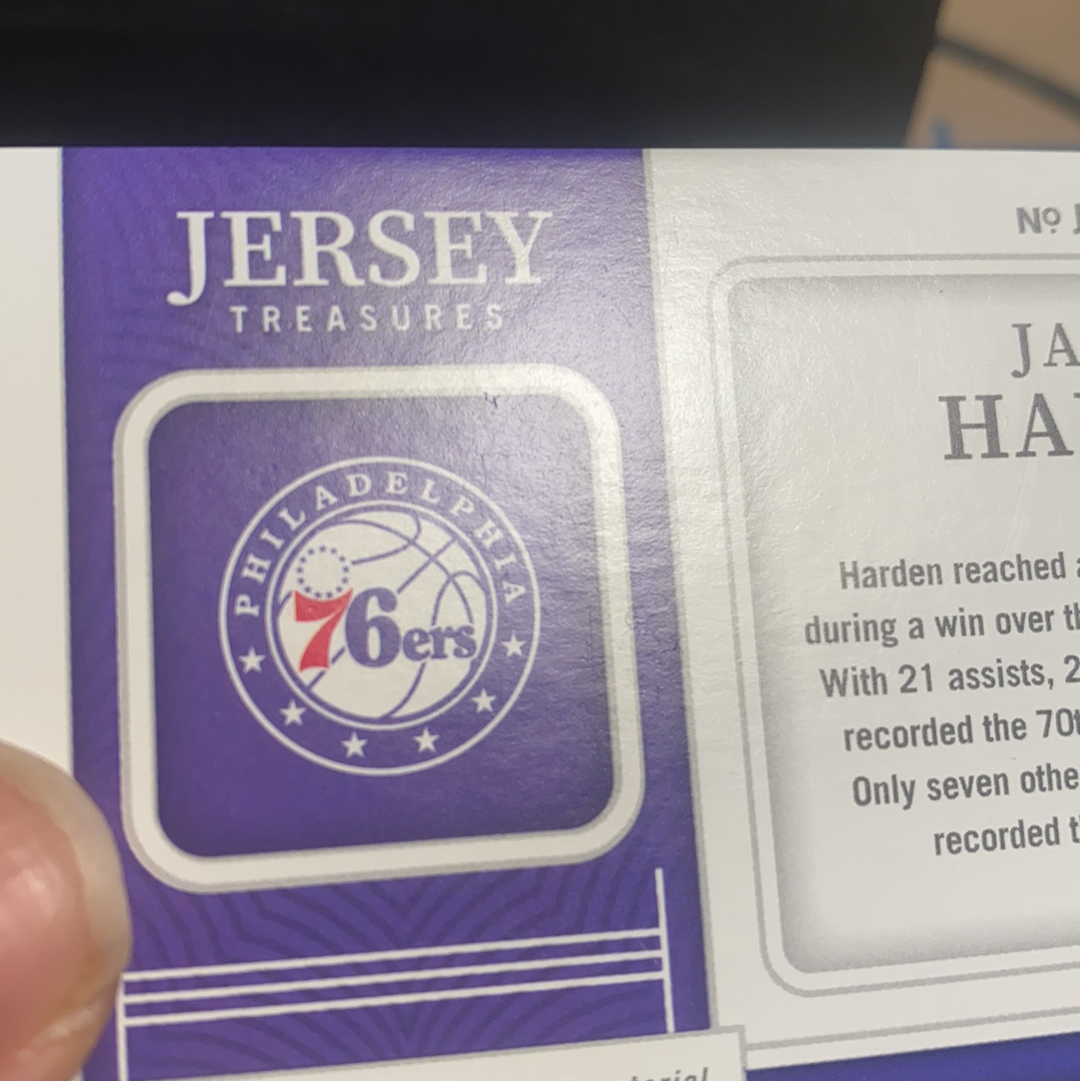 JERSEY
TREASURES
PHILADELPHIA
76ers
Nº
JA
HA
Harden reached
during a win over
With 21 assists,
recorded the
Only seven
recorded